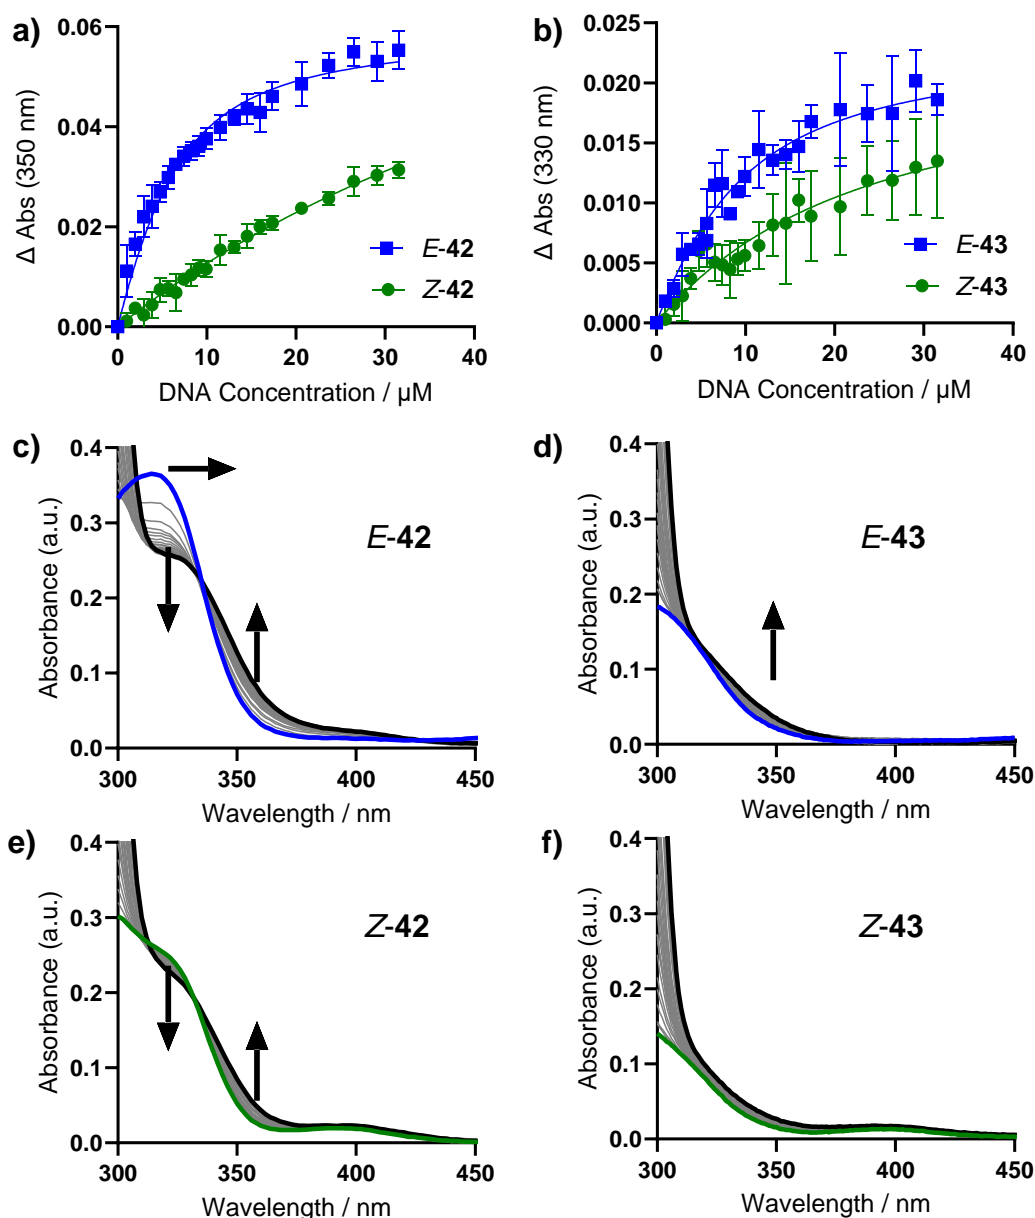 a)
Δ Abs (350 nm)
0.06
0.04
0.02
0.00
E-42
Z-42
0 10 20 30 40
DNA Concentration / µM
b)
Δ Abs (330 nm)
0.025
0.020
0.015
0.010
0.005
0.000
E-43
Z-43
0 10 20 30 40
DNA Concentration / µM
c)
Absorbance (a.u.)
0.4
0.3
0.2
0.1
0.0
E-42
300 350 400 450
Wavelength / nm
d)
Absorbance (a.u.)
0.4
0.3
0.2
0.1
0.0
E-43
300 350 400 450
Wavelength / nm
e)
Absorbance (a.u.)
0.4
0.3
0.2
0.1
0.0
Z-42
300 350 400 450
Wavelength / nm
f)
Absorbance (a.u.)
0.4
0.3
0.2
0.1
0.0
Z-43
300 350 400 450
Wavelength / nm